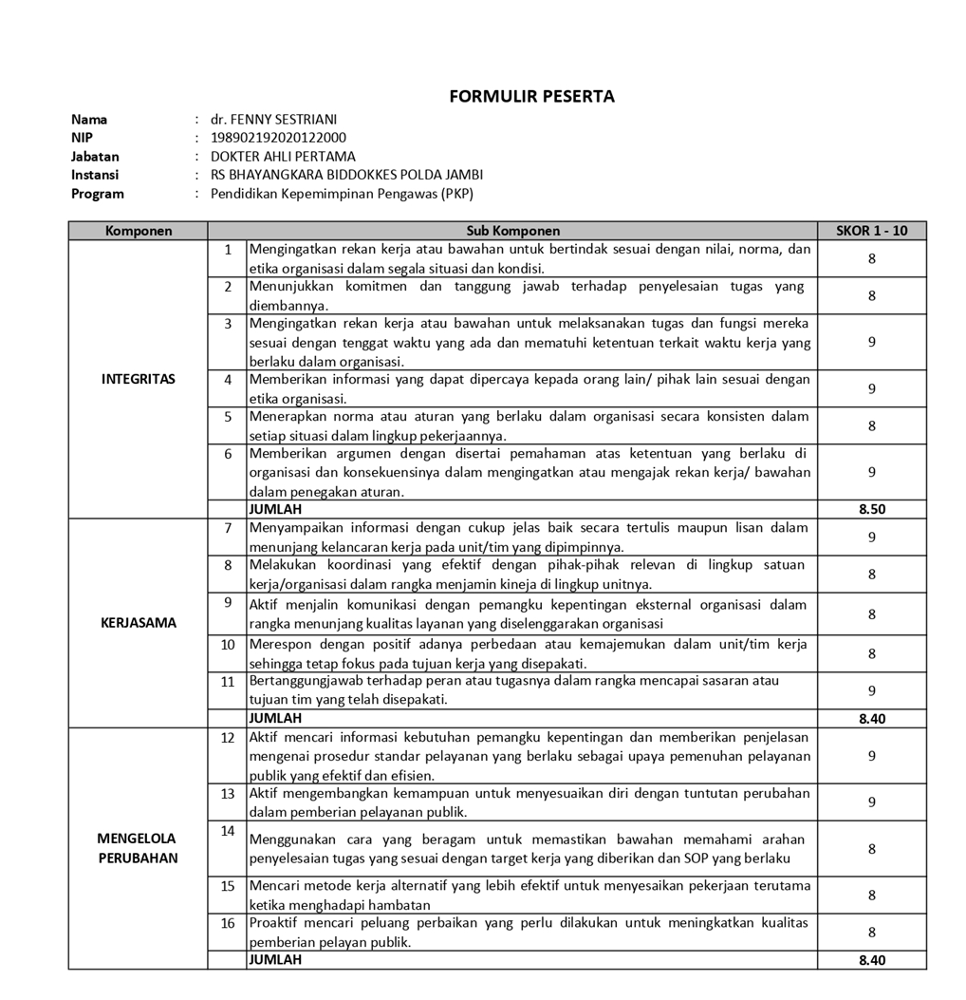 FORMULIR PESERTA
Nama : dr. FENNY SESTRIANI
NIP : 198902192020122000
Jabatan : DOKTER AHLI PERTAMA
Instansi : RS BHAYANGKARA BIDDOKKES POLDA JAMBI
Program : Pendidikan Kepemimpinan Pengawas (PKP)
Komponen Sub Komponen SKOR 1 - 10
INTEGRITAS
1 Mengingatkan rekan kerja atau bawahan untuk bertindak sesuai dengan nilai, norma, dan
etika organisasi dalam segala situasi dan kondisi.
8
2 Menunjukkan komitmen dan tanggung jawab terhadap penyelesaian tugas yang
diembannya.
8
3 Mengingatkan rekan kerja atau bawahan untuk melaksanakan tugas dan fungsi mereka
sesuai dengan tenggat waktu yang ada dan mematuhi ketentuan terkait waktu kerja yang
berlaku dalam organisasi.
9
4 Memberikan informasi yang dapat dipercaya kepada orang lain/ pihak lain sesuai dengan
etika organisasi.
9
5 Menerapkan norma atau aturan yang berlaku dalam organisasi secara konsisten dalam
setiap situasi dalam lingkup pekerjaannya.
8
6 Memberikan argumen dengan disertai pemahaman atas ketentuan yang berlaku di
organisasi dan konsekuensinya dalam mengingatkan atau mengajak rekan kerja/ bawahan
dalam penegakan aturan.
9
JUMLAH 8.50
KERJASAMA
7 Menyampaikan informasi dengan cukup jelas baik secara tertulis maupun lisan dalam
menunjang kelancaran kerja pada unit/tim yang dipimpinnya.
9
8 Melakukan koordinasi yang efektif dengan pihak-pihak relevan di lingkup satuan
kerja/organisasi dalam rangka menjamin kineja di lingkup unitnya.
8
9 Aktif menjalin komunikasi dengan pemangku kepentingan eksternal organisasi dalam
rangka menunjang kualitas layanan yang diselenggarakan organisasi
8
10 Merespon dengan positif adanya perbedaan atau kemajemukan dalam unit/tim kerja
sehingga tetap fokus pada tujuan kerja yang disepakati.
8
11 Bertanggungjawab terhadap peran atau tugasnya dalam rangka mencapai sasaran atau
tujuan tim yang telah disepakati.
9
JUMLAH 8.40
MENGELOLA
PERUBAHAN
12 Aktif mencari informasi kebutuhan pemangku kepentingan dan memberikan penjelasan
mengenai prosedur standar pelayanan yang berlaku sebagai upaya pemenuhan pelayanan
publik yang efektif dan efisien.
9
13 Aktif mengembangkan kemampuan untuk menyesuaikan diri dengan tuntutan perubahan
dalam pemberian pelayanan publik.
9
14 Menggunakan cara yang beragam untuk memastikan bawahan memahami arahan
penyelesaian tugas yang sesuai dengan target kerja yang diberikan dan SOP yang berlaku
8
15 Mencari metode kerja alternatif yang lebih efektif untuk menyesaikan pekerjaan terutama
ketika menghadapi hambatan
8
16 Proaktif mencari peluang perbaikan yang perlu dilakukan untuk meningkatkan kualitas
pemberian pelayan publik.
8
JUMLAH 8.40